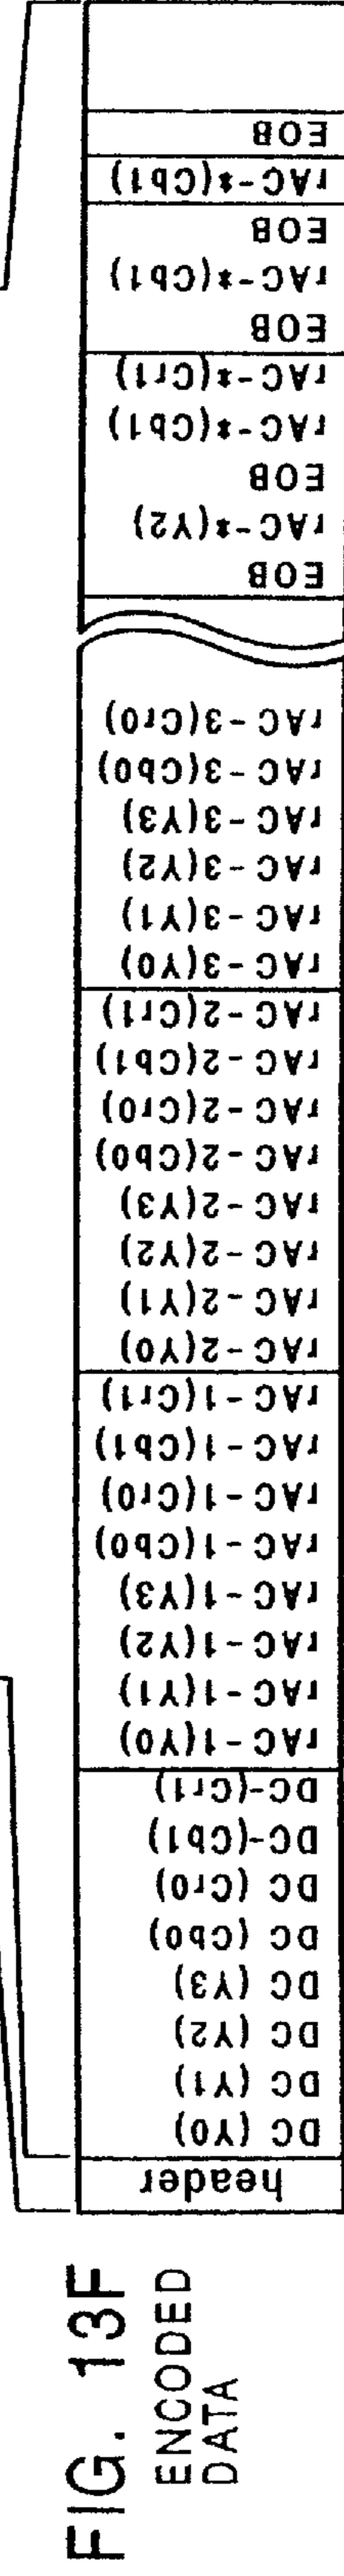 FIG. 13F
ENCODED
DATA
header
DC (Y0)
DC (Y1)
DC (Y2)
DC (Y3)
DC (Cb0)
DC (Cr0)
DC-(Cb1)
DC-(Cr1)
rAC-1(Y0)
rAC-1(Y1)
rAC-1(Y2)
rAC-1(Y3)
rAC-1(Cb0)
rAC-1(Cr0)
rAC-1(Cb1)
rAC-1(Cr1)
rAC-2(Y0)
rAC-2(Y1)
rAC-2(Y2)
rAC-2(Y3)
rAC-2(Cb0)
rAC-2(Cr0)
rAC-2(Cb1)
rAC-2(Cr1)
rAC-3(Y0)
rAC-3(Y1)
rAC-3(Y2)
rAC-3(Y3)
rAC-3(Cb0)
rAC-3(Cr0)
EOB
rAC-*(Y2)
EOB
rAC-*(Cb1)
rAC-*(Cr1)
EOB
rAC-*(Cb1)
EOB
rAC-*(Cb1)
EOB